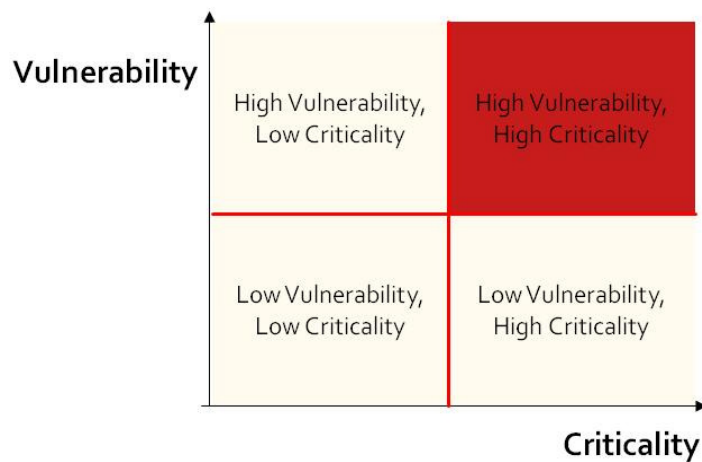 Vulnerability
High Vulnerability,
Low Criticality
High Vulnerability,
High Criticality
Low Vulnerability,
Low Criticality
Low Vulnerability,
High Criticality
Criticality